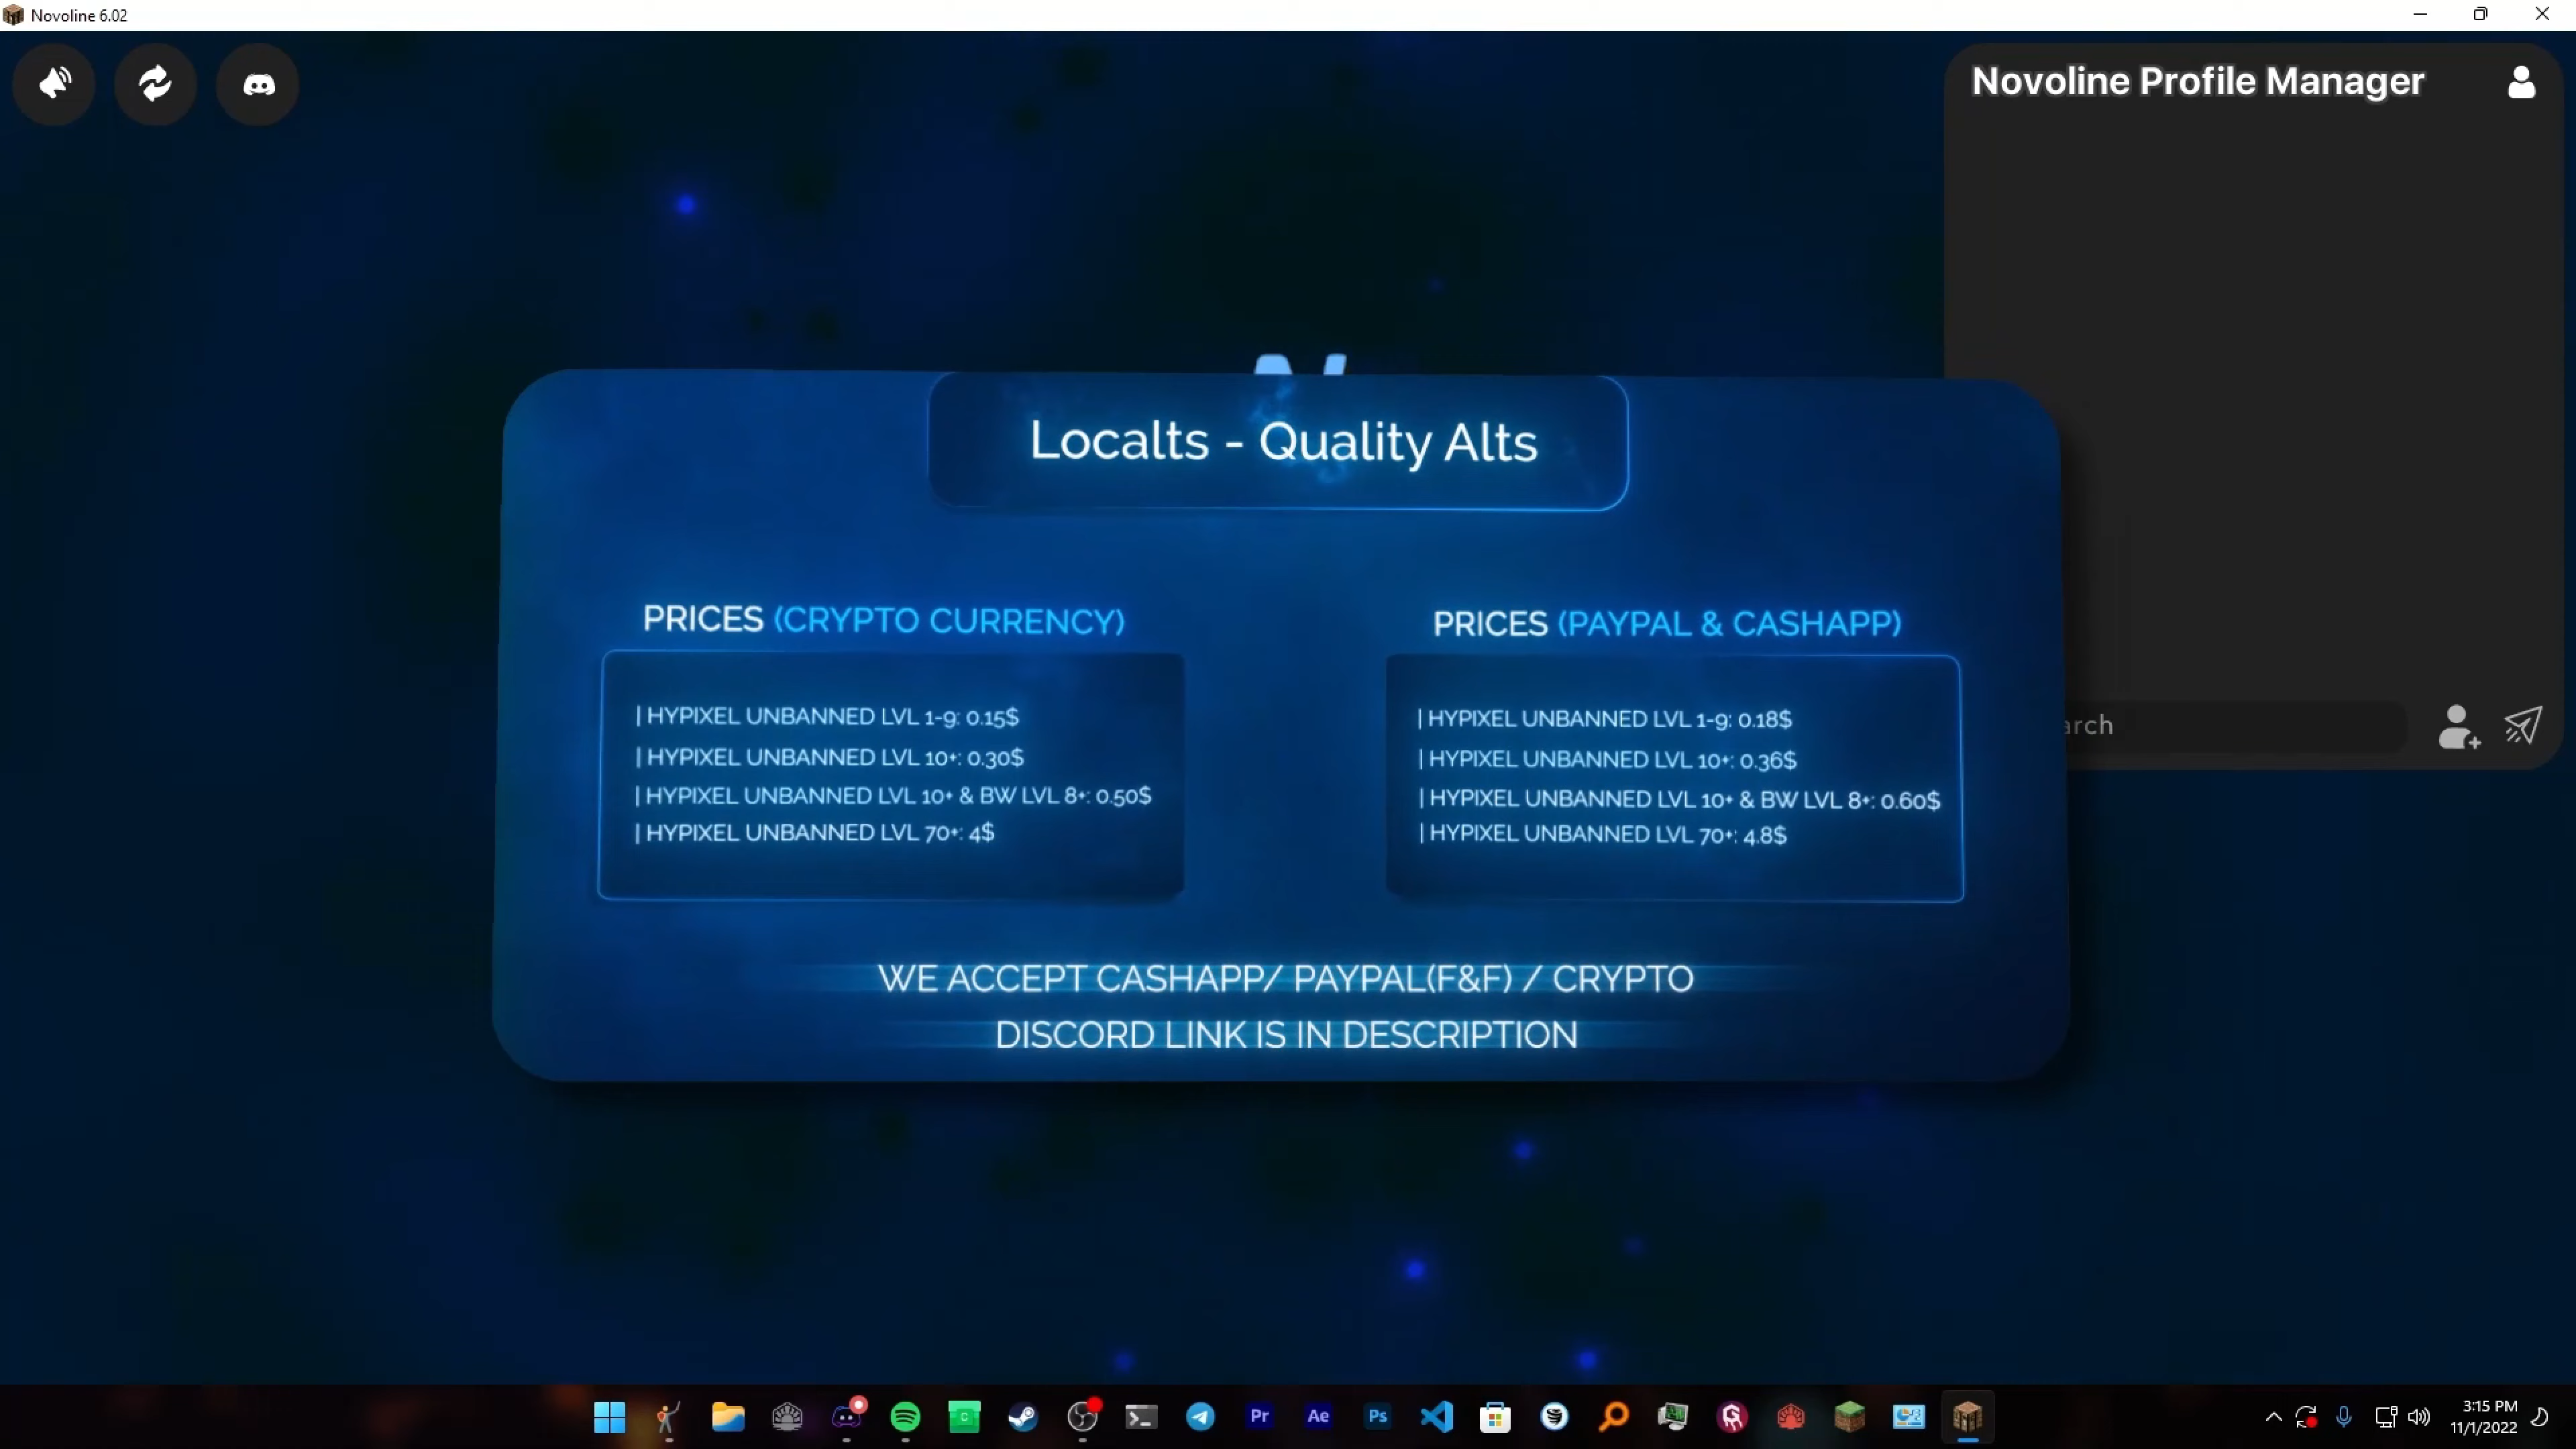 Novoline 6.02
Novoline Profile Manager
Localts - Quality Alts
PRICES (CRYPTO CURRENCY)
| HYPIXEL UNBANNED LVL 1-9: 0.15$
| HYPIXEL UNBANNED LVL 10+: 0.30$
| HYPIXEL UNBANNED LVL 10+ & BW LVL 8+: 0.50$
| HYPIXEL UNBANNED LVL 70+: 4$
PRICES (PAYPAL & CASHAPP)
| HYPIXEL UNBANNED LVL 1-9: 0.18$
| HYPIXEL UNBANNED LVL 10+: 0.36$
| HYPIXEL UNBANNED LVL 10+ & BW LVL 8+: 0.60$
| HYPIXEL UNBANNED LVL 70+: 4.8$
arch
WE ACCEPT CASHAPP/ PAYPAL(F&F) / CRYPTO
DISCORD LINK IS IN DESCRIPTION
Pr
Ae
Ps
3:15 PM
11/1/2022